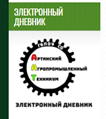 ЭЛЕКТРОННЫЙ
ДНЕВНИК
АРТИНСКИЙ
АГРОПРОМЫШЛЕННЫЙ
ТЕХНИКУМ
ЭЛЕКТРОННЫЙ ДНЕВНИК